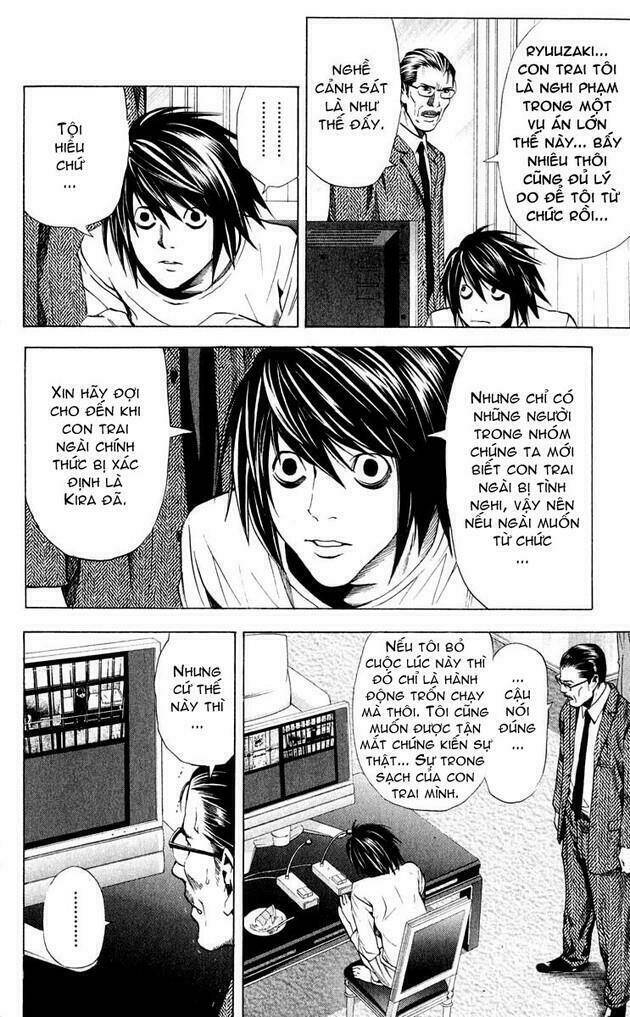 RYUUZAKI...
CON TRAI TÔI
LÀ NGHI PHẠM
TRONG MỘT
VỤ ÁN LỚN
THẾ NÀY... BẤY
NHIÊU THÔI
CŨNG ĐỦ LÝ
DO ĐỂ TÔI TỪ
CHỨC RỒI...
NGHỀ
CẢNH SÁT
LÀ NHƯ
THẾ ĐẤY.
.........
TỘI
HIỂU
CHỨ
...
NHƯNG CHỈ CÓ
NHỮNG NGƯỜI
TRONG NHÓM
CHÚNG TA MỚI
BIẾT CON TRAI
NGÀI BỊ TÌNH
NGHI, VẬY NÊN
NẾU NGÀI MUỐN
TỪ CHỨC
...
XIN HÃY ĐỢI
CHO ĐẾN KHI
CON TRAI
NGÀI CHÍNH
THỨC BỊ XÁC
ĐỊNH LÀ
KIRA ĐÃ.
...
CẬU
NÓI
ĐÚNG
...
NẾU TÔI BỎ
CUỘC LÚC NÀY THÌ
ĐÓ CHỈ LÀ HÀNH
ĐỘNG TRỐN CHẠY
MÀ THÔI. TÔI CŨNG
MUỐN ĐƯỢC TẬN
MẮT CHỨNG KIẾN SỰ
THẬT... SỰ TRONG
SẠCH CỦA CON
TRAI MÌNH.
NHƯNG
CỨ THẾ
NÀY THÌ
...
.........